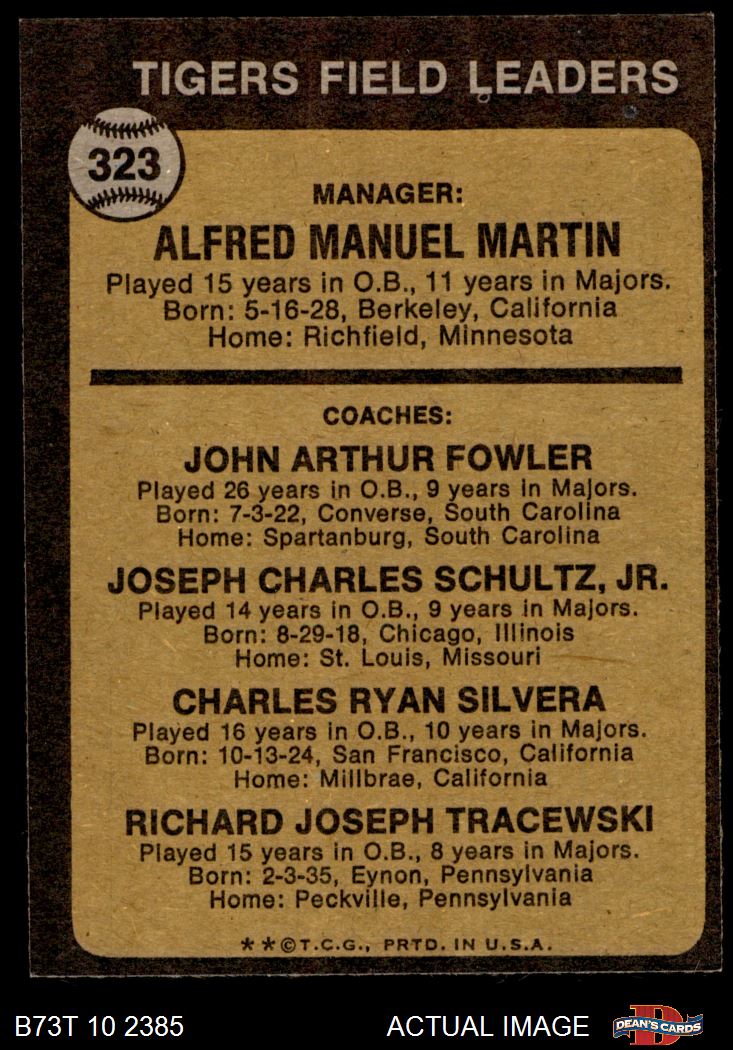 TIGERS FIELD LEADERS
323
MANAGER:
ALFRED MANUEL MARTIN
Played 15 years in O.B., 11 years in Majors.
Born: 5-16-28, Berkeley, California
Home: Richfield, Minnesota
COACHES:
JOHN ARTHUR FOWLER
Played 26 years in O.B., 9 years in Majors.
Born: 7-3-22, Converse, South Carolina
Home: Spartanburg, South Carolina
JOSEPH CHARLES SCHULTZ, JR.
Played 14 years in O.B., 9 years in Majors.
Born: 8-29-18, Chicago, Illinois
Home: St. Louis, Missouri
CHARLES RYAN SILVERA
Played 16 years in O.B., 10 years in Majors.
Born: 10-13-24, San Francisco, California
Home: Millbrae, California
RICHARD JOSEPH TRACEWSKI
Played 15 years in O.B., 8 years in Majors.
Born: 2-3-35, Eynon, Pennsylvania
Home: Peckville, Pennsylvania
**©T.C.G., PRTD. IN U.S.A.
B73T 10 2385
ACTUAL IMAGE
D
DEAN'S CARDS